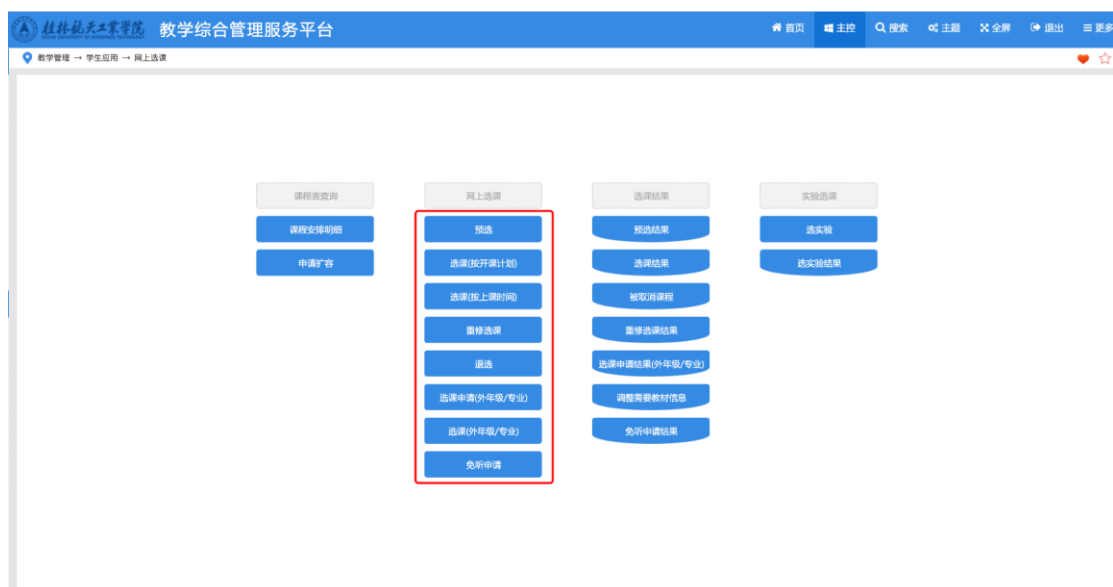 桂林航天工业学院 教学综合管理服务平台 首页 主控 搜索 主题 全屏 退出 更多
教学管理 → 学生应用 → 网上选课
课程表查询 网上选课 选课结果 实验选课
课程安排明细 预选 预选结果 选实验
申请扩容 选课(按开课计划) 选课结果 选实验结果
选课(按上课时间) 被取消课程
重修选课 重修选课结果
退选 选课申请结果(外年级/专业)
选课申请(外年级/专业) 调整需要教材信息
选课(外年级/专业) 免听申请结果
免听申请